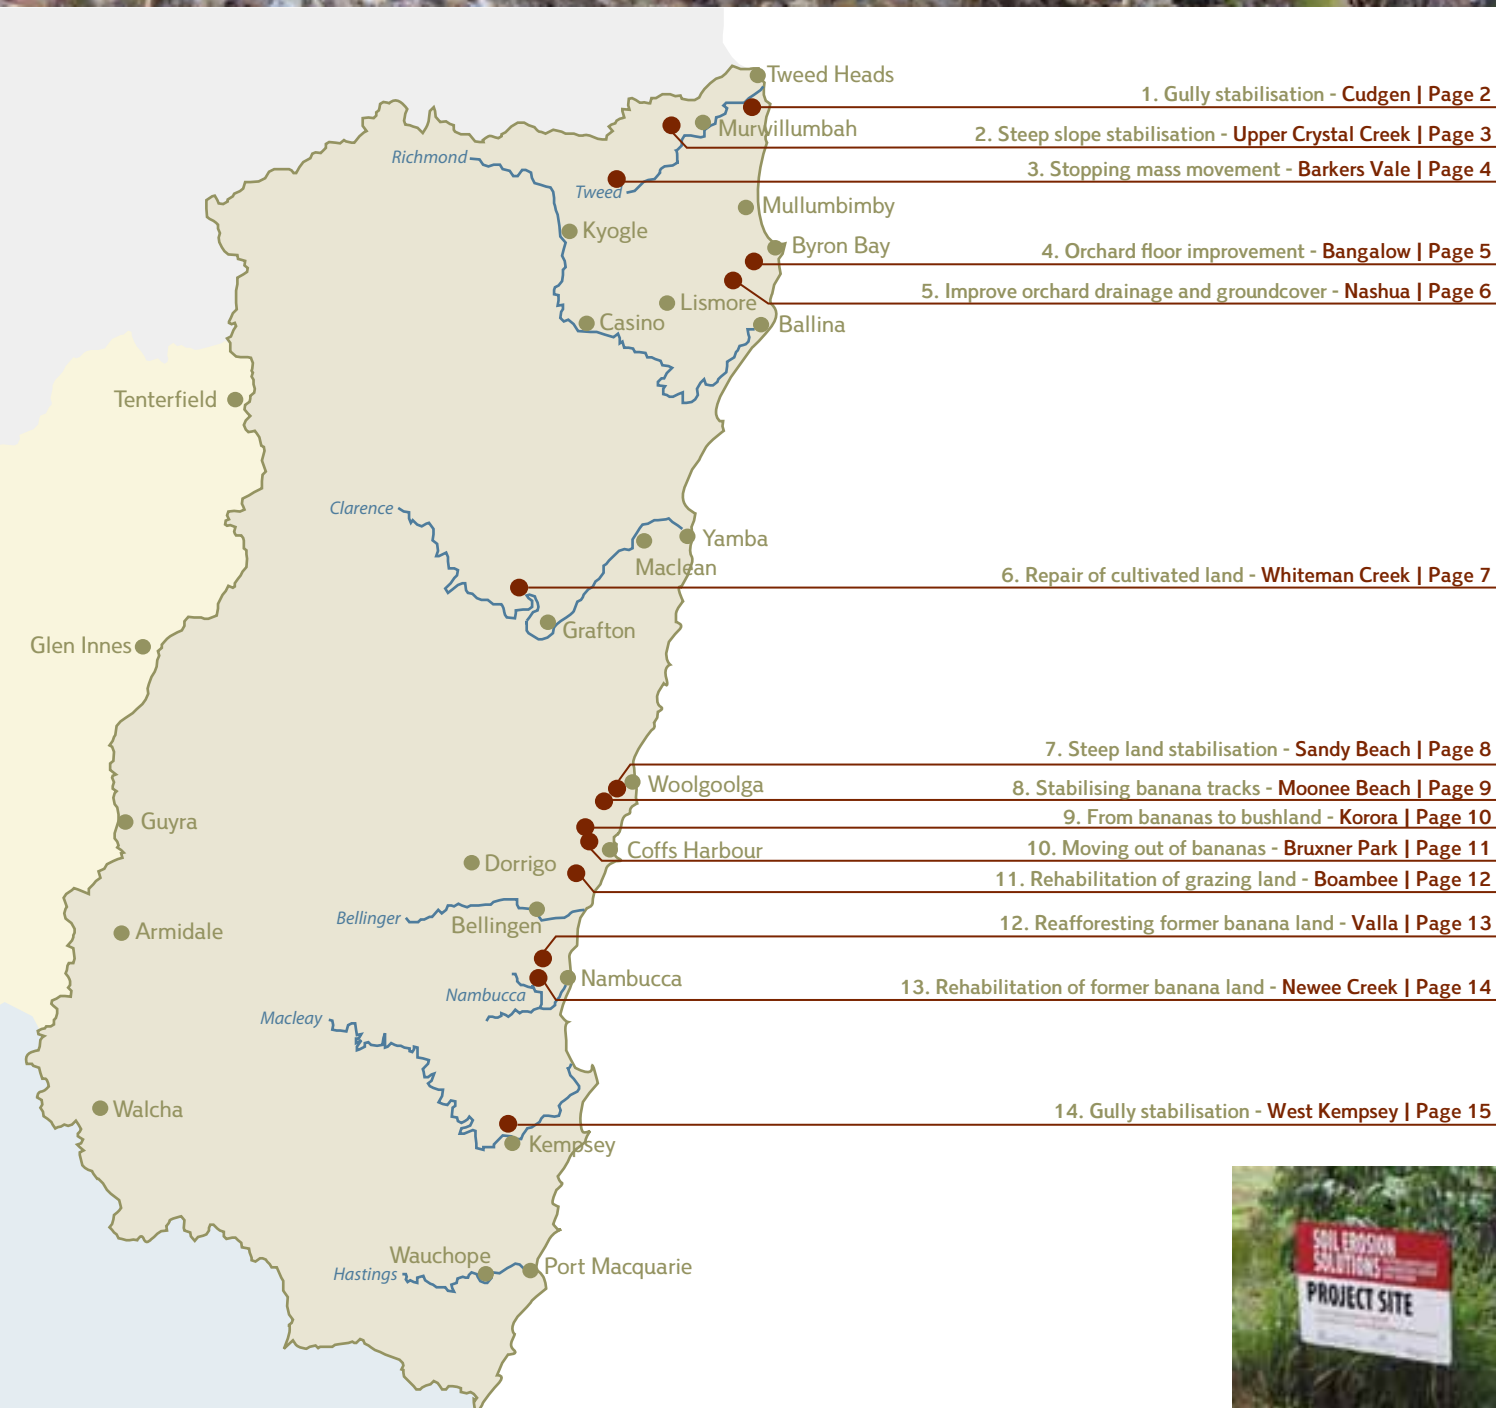 Tweed Heads
1. Gully stabilisation - Cudgen | Page 2
Murwillumbah
2. Steep slope stabilisation - Upper Crystal Creek | Page 3
Richmond
3. Stopping mass movement - Barkers Vale | Page 4
Tweed
Mullumbimby
Kyogle
Byron Bay
4. Orchard floor improvement - Bangalow | Page 5
5. Improve orchard drainage and groundcover - Nashua | Page 6
Lismore
Casino
Ballina
Tenterfield
Clarence
Yamba
Maclean
6. Repair of cultivated land - Whiteman Creek | Page 7
Grafton
Glen Innes
7. Steep land stabilisation - Sandy Beach | Page 8
Woolgoolga
8. Stabilising banana tracks - Moonee Beach | Page 9
9. From bananas to bushland - Korora | Page 10
Guyra
Coffs Harbour
10. Moving out of bananas - Bruxner Park | Page 11
Dorrigo
11. Rehabilitation of grazing land - Boambee | Page 12
Bellinger
Bellingen
12. Reafforesting former banana land - Valla | Page 13
Armidale
Nambucca
13. Rehabilitation of former banana land - Newee Creek | Page 14
Nambucca
Macleay
Walcha
14. Gully stabilisation - West Kempsey | Page 15
Kempsey
Wauchope
Port Macquarie
Hastings
SOIL EROSION
SOLUTIONS
PROJECT SITE